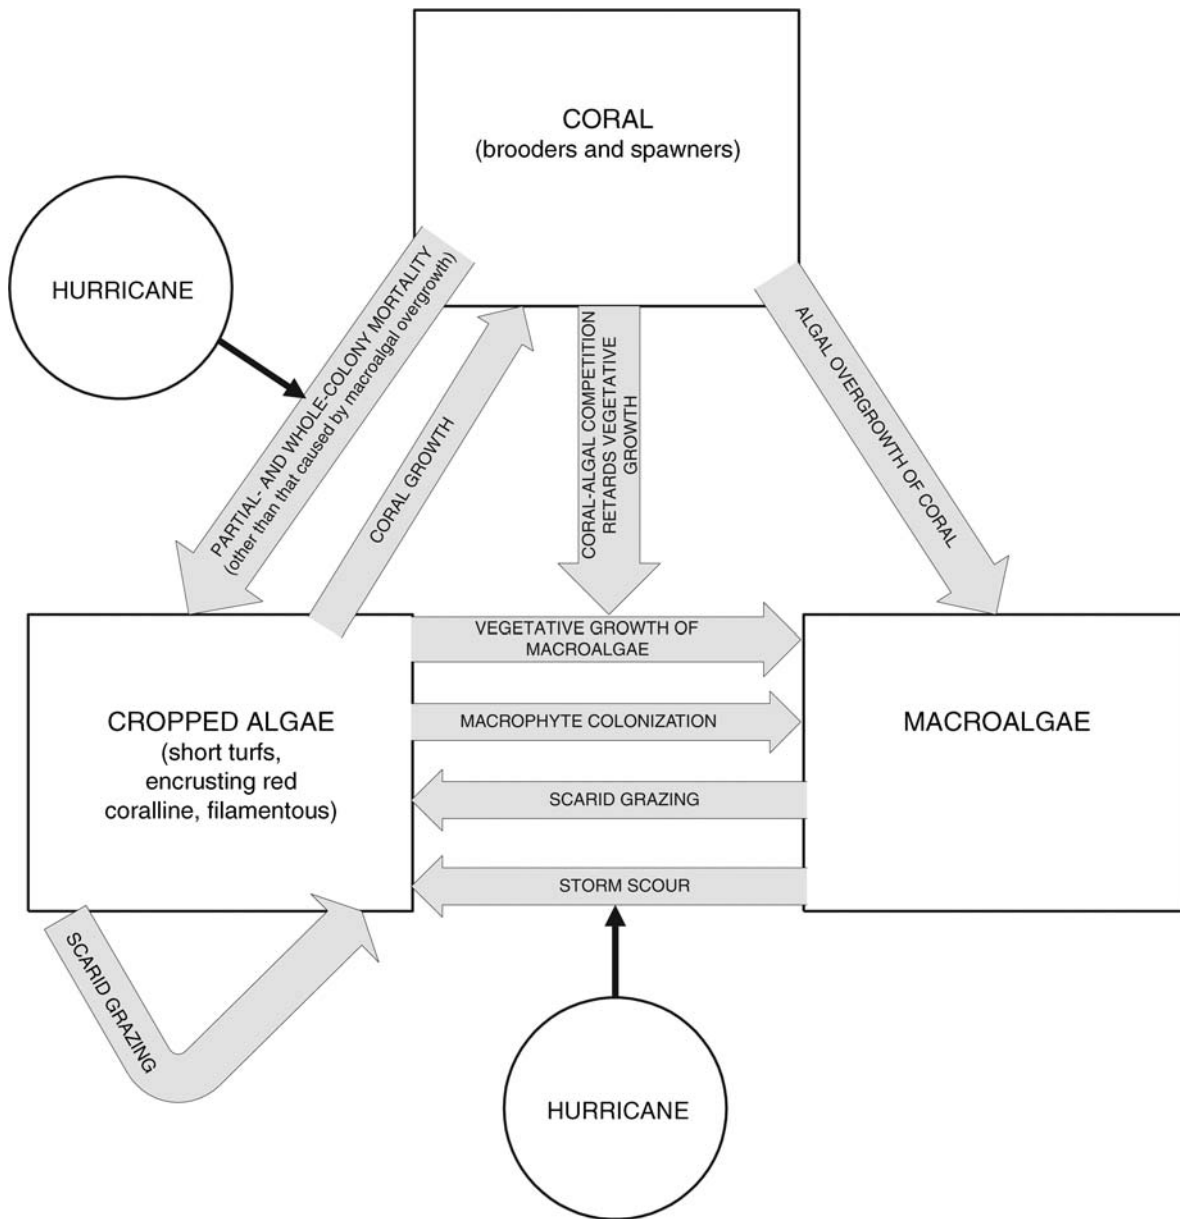 CORAL
(brooders and spawners)
HURRICANE
PARTIAL- AND WHOLE-COLONY MORTALITY
(other than that caused by macroalgal overgrowth)
CORAL GROWTH
CORAL-ALGAL COMPETITION
RETARDS VEGETATIVE
GROWTH
ALGAL OVERGROWTH OF CORAL
VEGETATIVE GROWTH OF
MACROALGAE
CROPPED ALGAE
(short turfs,
encrusting red
coralline, filamentous)
MACROPHYTE COLONIZATION
MACROALGAE
SCARID GRAZING
STORM SCOUR
SCARID GRAZING
HURRICANE